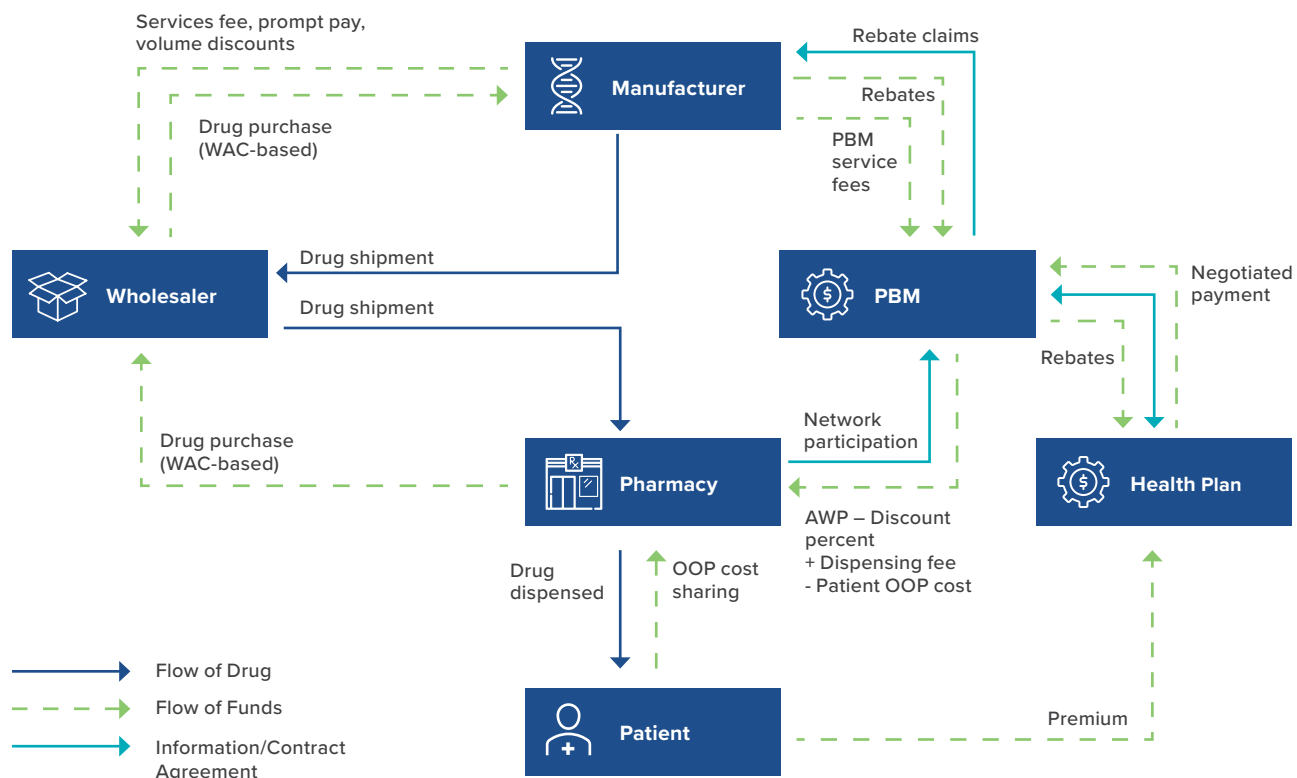 Services fee, prompt pay,
volume discounts
Rebate claims
Manufacturer
Rebates
Drug purchase
(WAC-based)
PBM
service
fees
Drug shipment
Wholesaler
Drug shipment
$
PBM
Negotiated
payment
Rebates
Drug purchase
(WAC-based)
Network
participation
Rx
Pharmacy
$
Health Plan
AWP – Discount
percent
+ Dispensing fee
- Patient OOP cost
Drug
dispensed
OOP cost
sharing
Flow of Drug
Flow of Funds
Information/Contract
Agreement
Patient
Premium